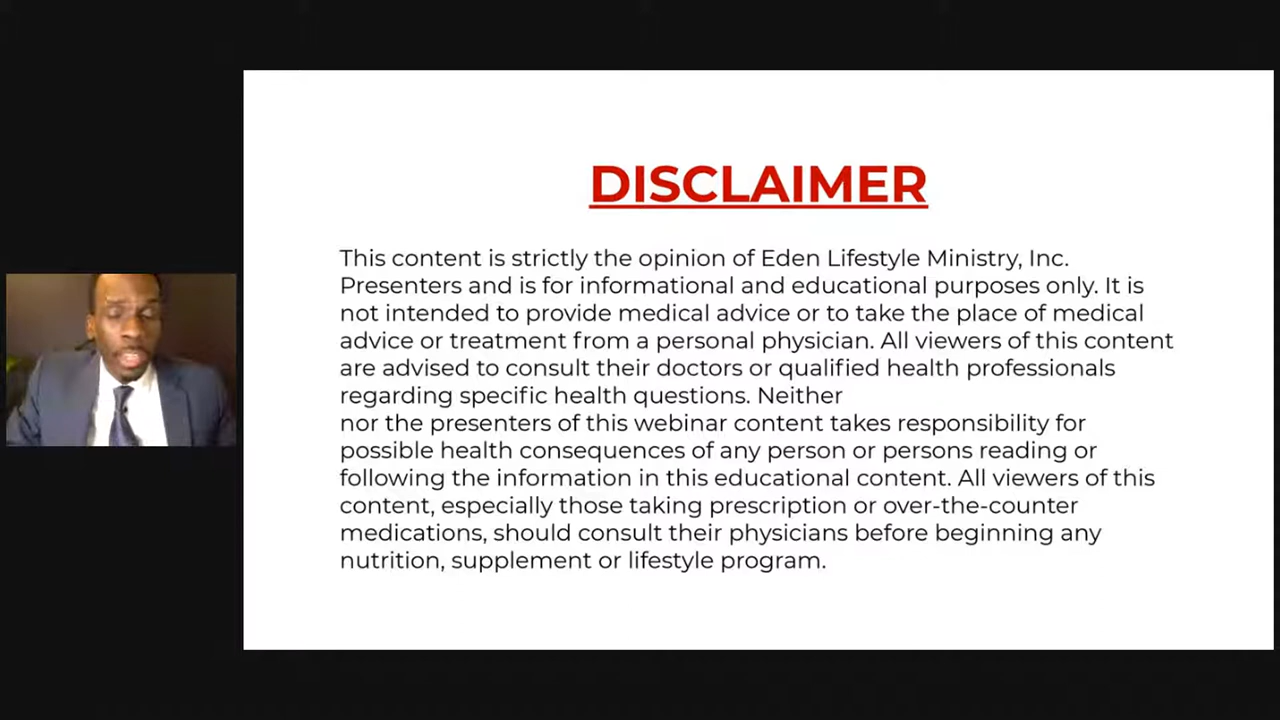 DISCLAIMER
This content is strictly the opinion of Eden Lifestyle Ministry, Inc.
Presenters and is for informational and educational purposes only. It is
not intended to provide medical advice or to take the place of medical
advice or treatment from a personal physician. All viewers of this content
are advised to consult their doctors or qualified health professionals
regarding specific health questions. Neither
nor the presenters of this webinar content takes responsibility for
possible health consequences of any person or persons reading or
following the information in this educational content. All viewers of this
content, especially those taking prescription or over-the-counter
medications, should consult their physicians before beginning any
nutrition, supplement or lifestyle program.